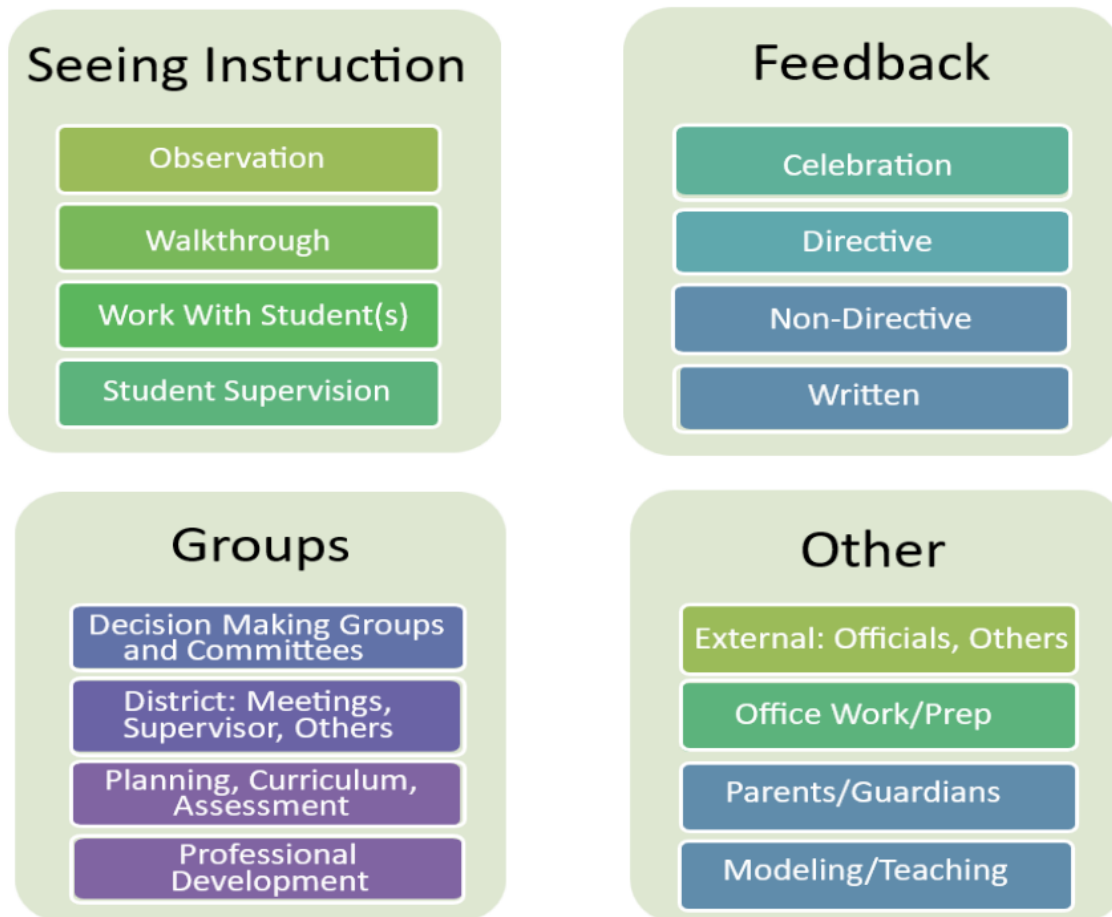 Seeing Instruction
Observation
Walkthrough
Work With Student(s)
Student Supervision
Feedback
Celebration
Directive
Non-Directive
Written
Groups
Decision Making Groups
and Committees
District: Meetings,
Supervisor, Others
Planning, Curriculum,
Assessment
Professional
Development
Other
External: Officials, Others
Office Work/Prep
Parents/Guardians
Modeling/Teaching